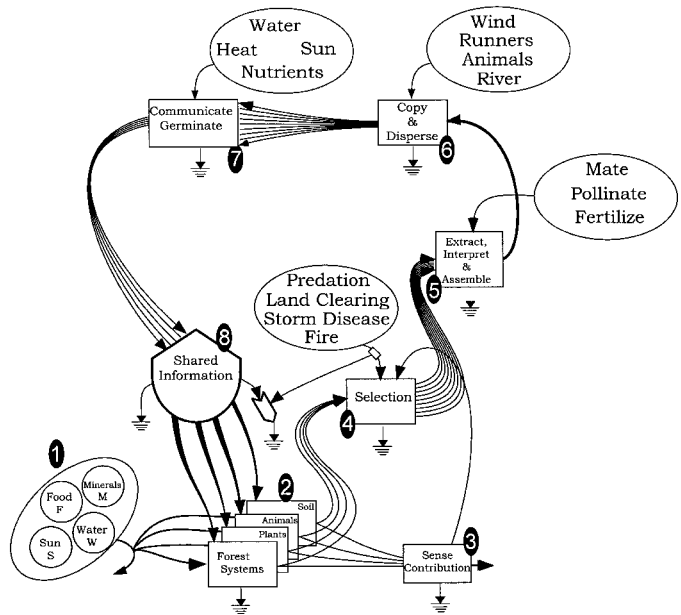 Water
Heat Sun
Nutrients
Wind
Runners
Animals
River
Communicate
Germinate
7
Copy
&
Disperse
6
Mate
Pollinate
Fertilize
Extract,
Interpret
&
Assemble
5
Predation
Land Clearing
Storm Disease
Fire
8
Shared
Information
Selection
4
1
Food
F
Minerals
M
Sun
S
Water
W
2
Soil
Animals
Plants
Forest
Systems
3
Sense
Contribution